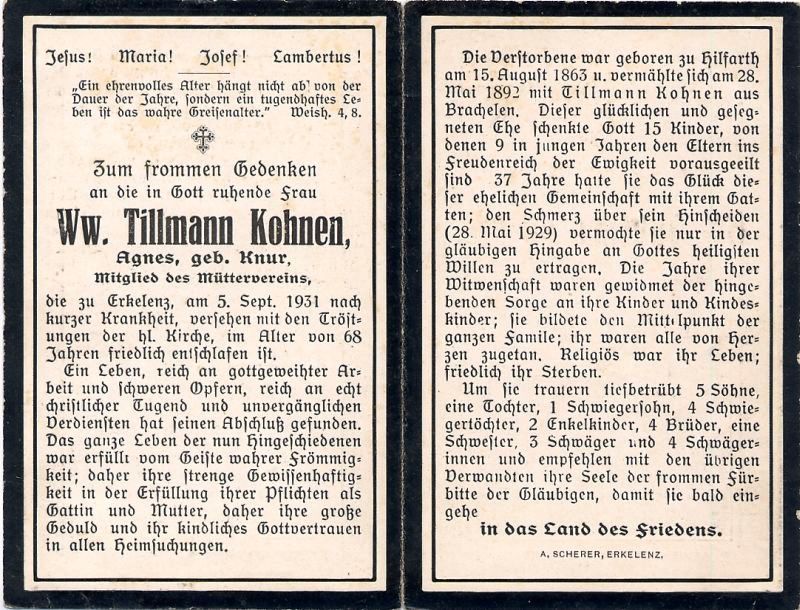 Jesus! Maria! Josef! Lambertus!
„Ein ehrenvolles Alter hängt nicht ab von der
Dauer der Jahre, sondern ein tugendhaftes Le-
ben ist das wahre Greisenalter." Weish. 4, 8.
Zum frommen Gedenken
an die in Gott ruhende Frau
Ww. Tillmann Kohnen,
Agnes, geb. Knur,
Mitglied des Müttervereins,
die zu Erkelenz, am 5. Sept. 1931 nach
kurzer Krankheit, versehen mit den Tröst-
ungen der hl. Kirche, im Alter von 68
Jahren friedlich entschlafen ist.
Ein Leben, reich an gottgeweihter Ar-
beit und schweren Opfern, reich an echt
christlicher Tugend und unvergänglichen
Verdiensten hat seinen Abschluß gefunden.
Das ganze Leben der nun Hingeschiedenen
war erfüllt vom Geiste wahrer Frömmig-
keit; daher ihre strenge Gewissenhaftig-
keit in der Erfüllung ihrer Pflichten als
Gattin und Mutter, daher ihre große
Geduld und ihr kindliches Gottvertrauen
in allen Heimsuchungen.
Die Verstorbene war geboren zu Hilfarth
am 15. August 1863 u. vermählte sich am 28.
Mai 1892 mit Tillmann Kohnen aus
Brachelen. Dieser glücklichen und geseg-
neten Ehe schenkte Gott 15 Kinder, von
denen 9 in jungen Jahren den Eltern ins
Freudenreich der Ewigkeit vorausgeeilt
sind 37 Jahre hatte sie das Glück die-
ser ehelichen Gemeinschaft mit ihrem Gat-
ten; den Schmerz über sein Hinscheiden
(28. Mai 1929) vermochte sie nur in der
gläubigen Hingabe an Gottes heiligsten
Willen zu ertragen. Die Jahre ihrer
Witwenschaft waren gewidmet der hinge-
benden Sorge an ihre Kinder und Kindes-
kinder; sie bildete den Mittelpunkt der
ganzen Familie; ihr waren alle von Her-
zen zugetan. Religiös war ihr Leben;
friedlich ihr Sterben.
Um sie trauern tiefbetrübt 5 Söhne,
eine Tochter, 1 Schwiegersohn, 4 Schwie-
gertöchter, 2 Enkelkinder, 4 Brüder, eine
Schwester, 3 Schwäger und 4 Schwäger-
innen und empfehlen mit den übrigen
Verwandten ihre Seele der frommen Für-
bitte der Gläubigen, damit sie bald ein-
gehe
in das Land des Friedens.
A. SCHERER, ERKELENZ.